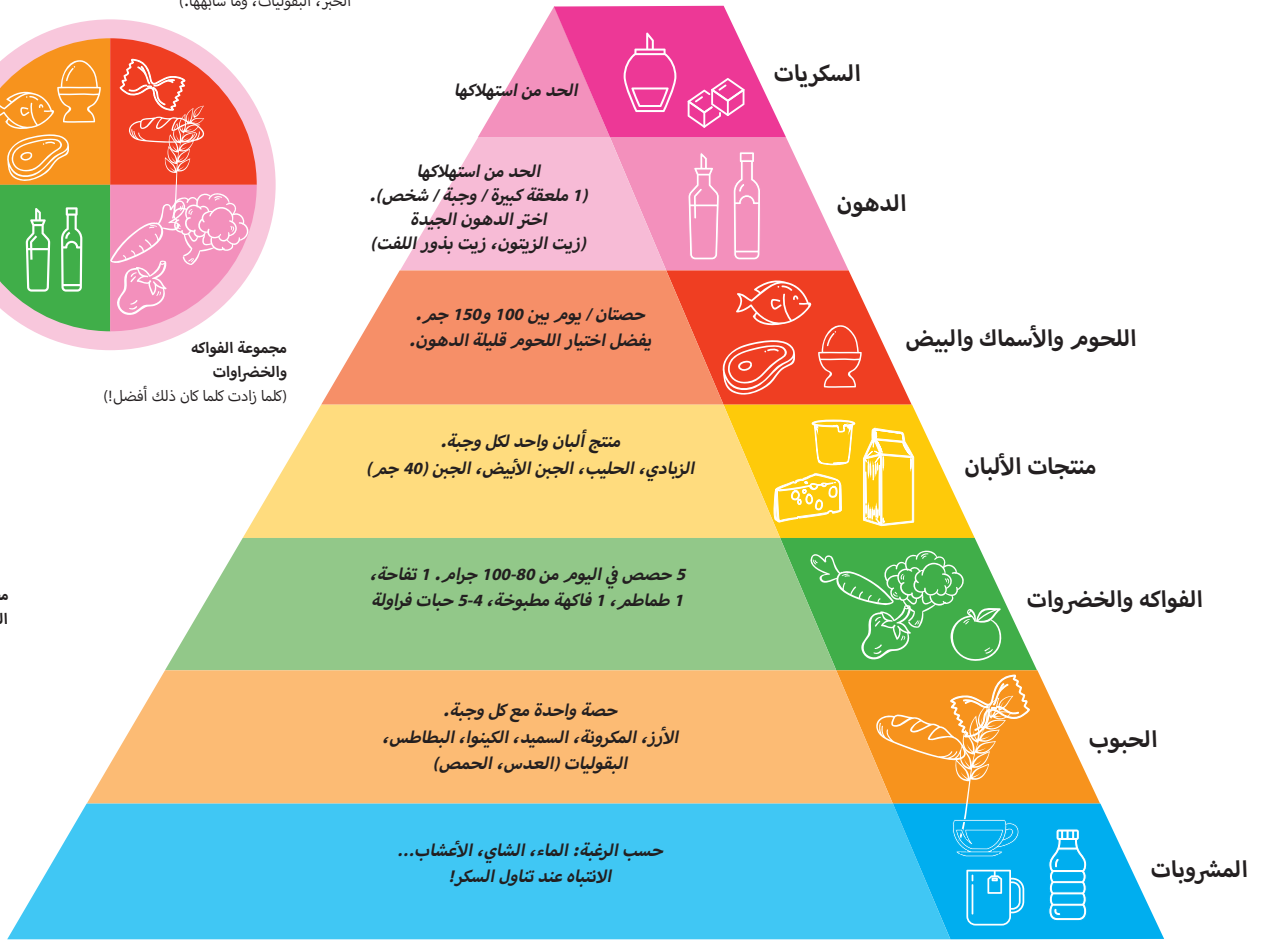 الخبز، البقوليات، وما شابهها.)
السكريات
الحد من استهلاكها
الدهون
الحد من استهلاكها
(1 ملعقة كبيرة / وجبة / شخص).
اختر الدهون الجيدة
(زيت الزيتون، زيت بذور اللفت)
اللحوم والأسماك والبيض
حصتان / يوم بين 100 و150 جم.
يفضل اختيار اللحوم قليلة الدهون.
مجموعة الفواكه
والخضراوات
(كلما زادت كلما كان ذلك أفضل!)
منتجات الألبان
منتج ألبان واحد لكل وجبة.
الزبادي، الحليب، الجبن الأبيض، الجبن (40 جم)
الفواكه والخضروات
5 حصص في اليوم من 80-100 جرام. 1 تفاحة،
1 طماطم، 1 فاكهة مطبوخة، 4-5 حبات فراولة
الحبوب
حصة واحدة مع كل وجبة.
الأرز، المكرونة، السميد، الكينوا، البطاطس،
البقوليات (العدس، الحمص)
المشروبات
حسب الرغبة: الماء، الشاي، الأعشاب...
الانتباه عند تناول السكر!